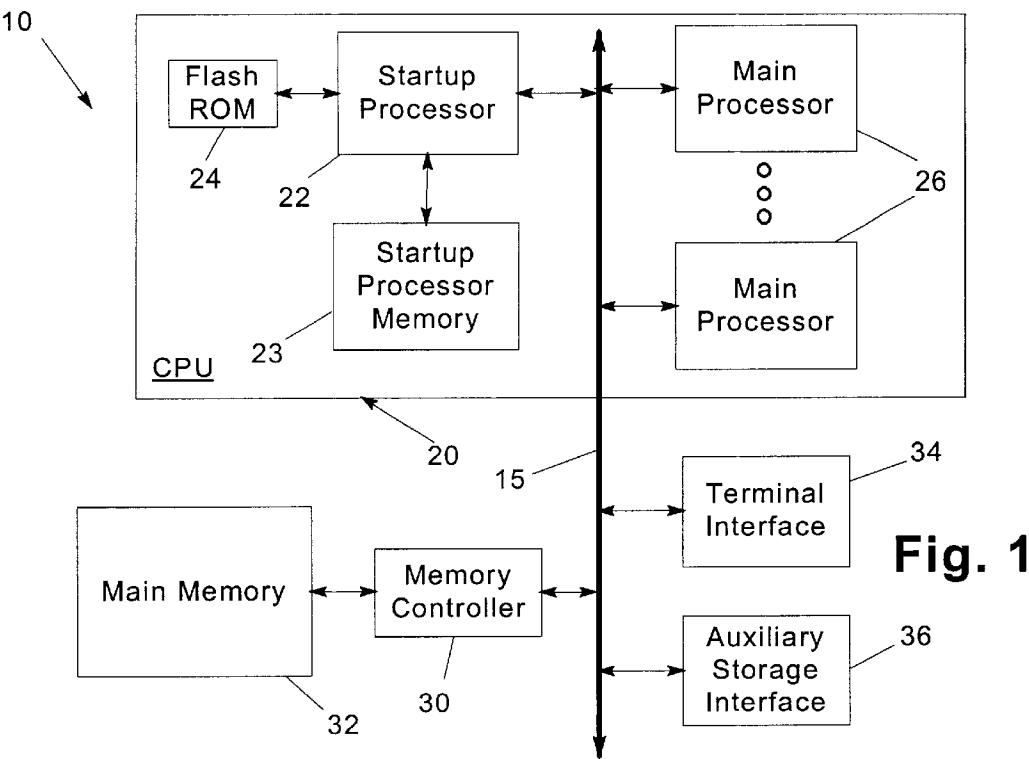 10
Flash
ROM
24
Startup
Processor
22
Startup
Processor
Memory
23
CPU
20
Main
Processor
26
Main
Processor
15
Main Memory
32
Memory
Controller
30
Terminal
Interface
34
Auxiliary
Storage
Interface
36
Fig. 1